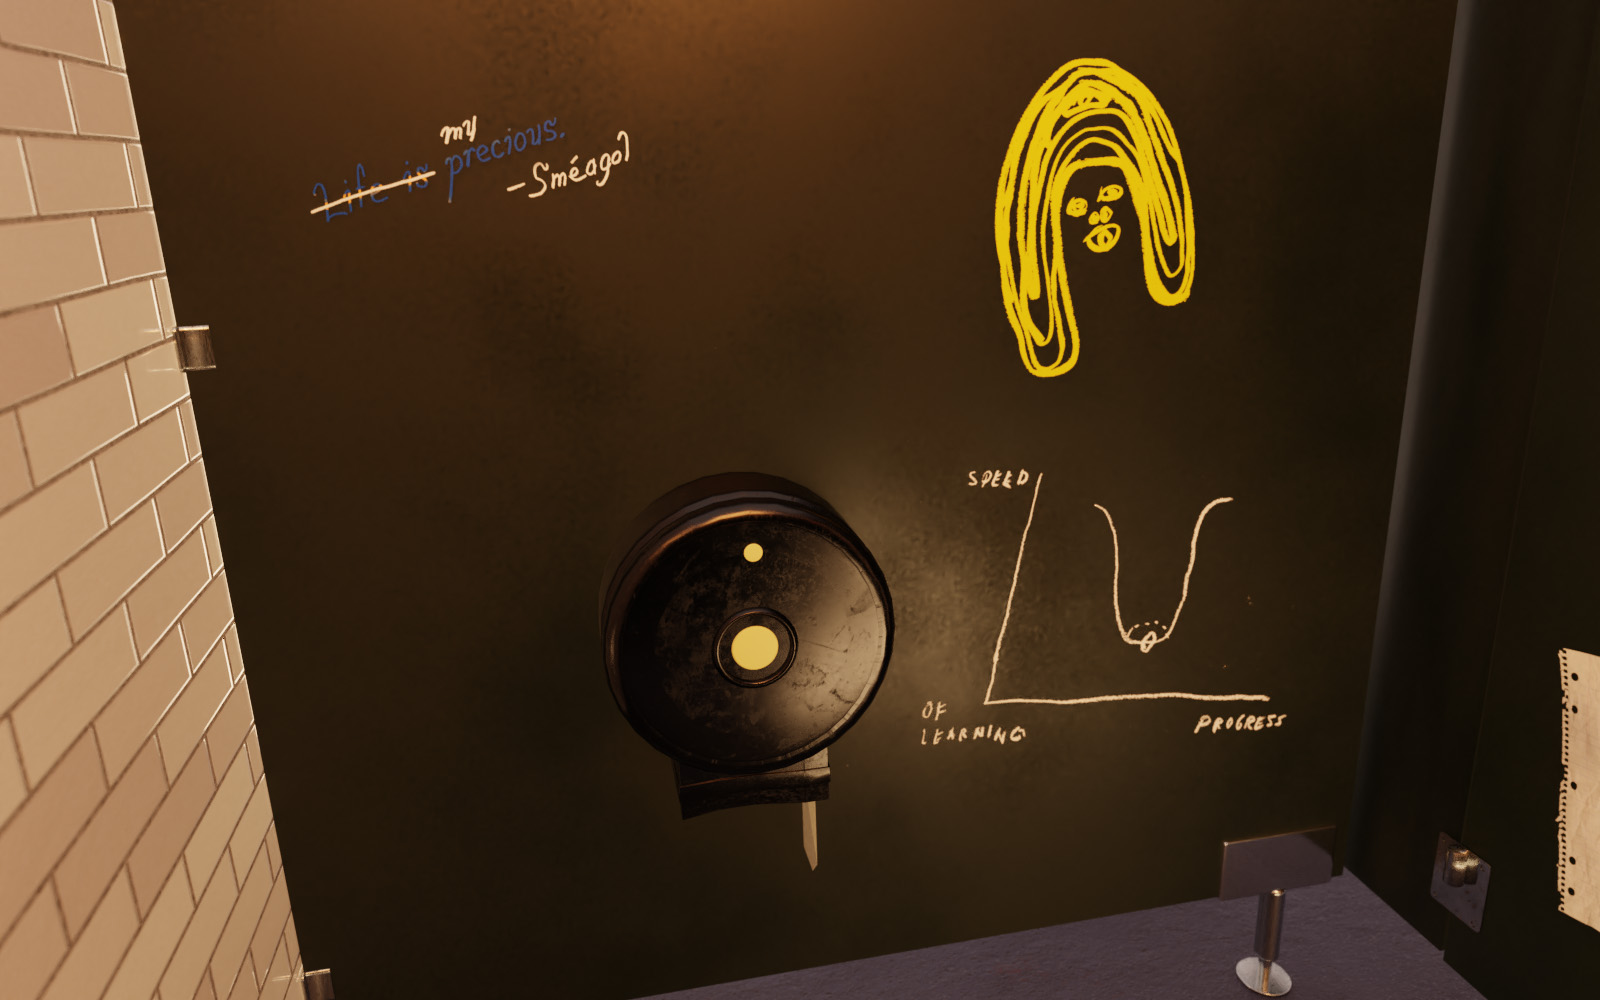 my
Life is precious.
-Sméagol
SPEED
OF
LEARNING
PROGRESS